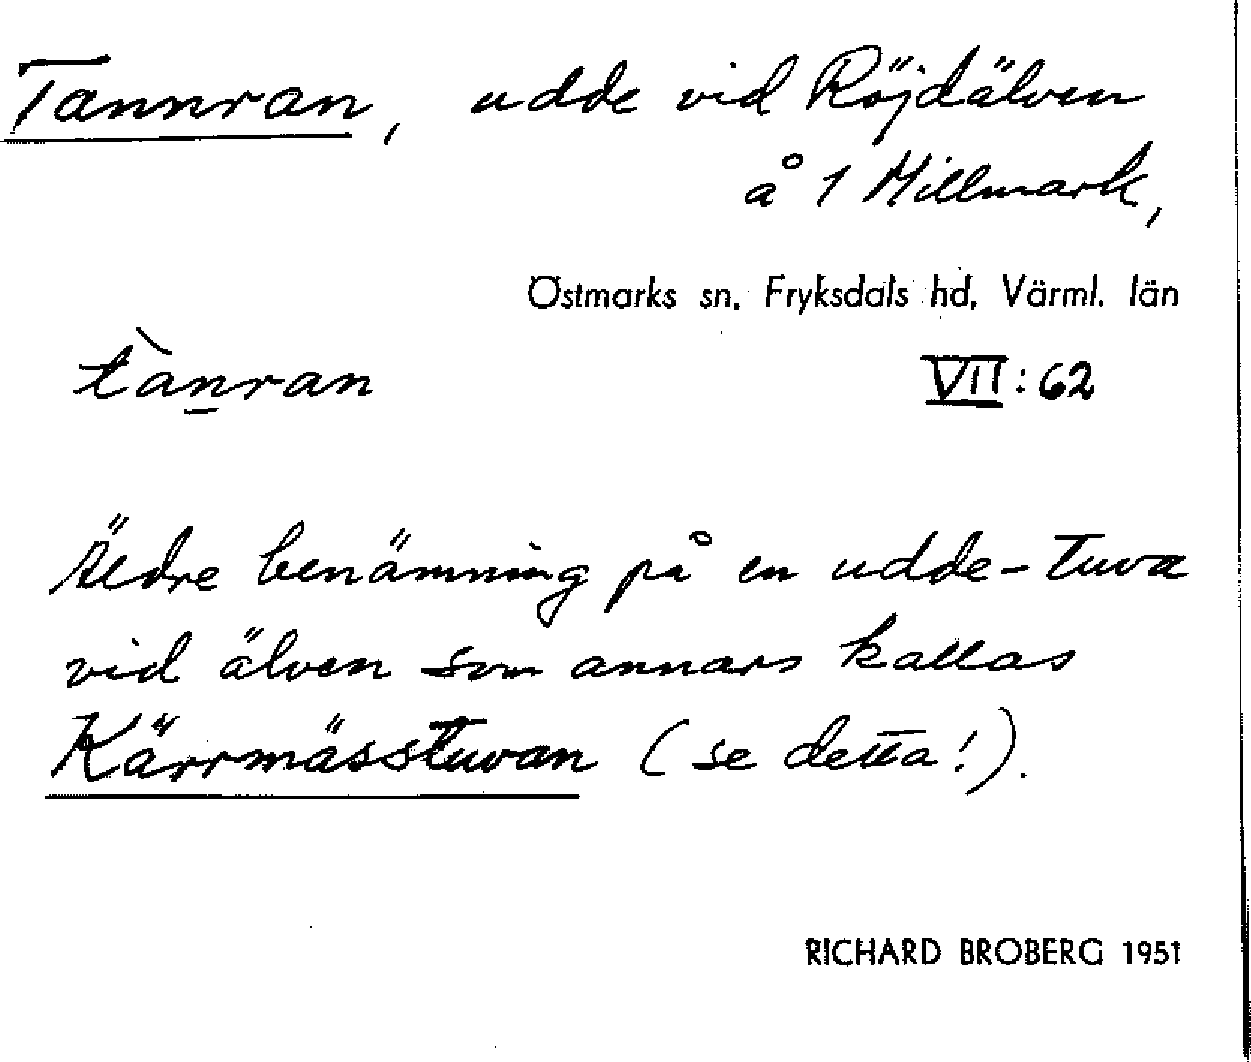 Tannran, udde vid Röjdälven
å 1 Millmark,
Östmarks sn. Fryksdals hd, Värml. län
tànran VII:62
Äldre benämning på en udde-tuva
vid älven som annars kallas
Kärrmässtuvan (se detta!).
RICHARD BROBERG 1951